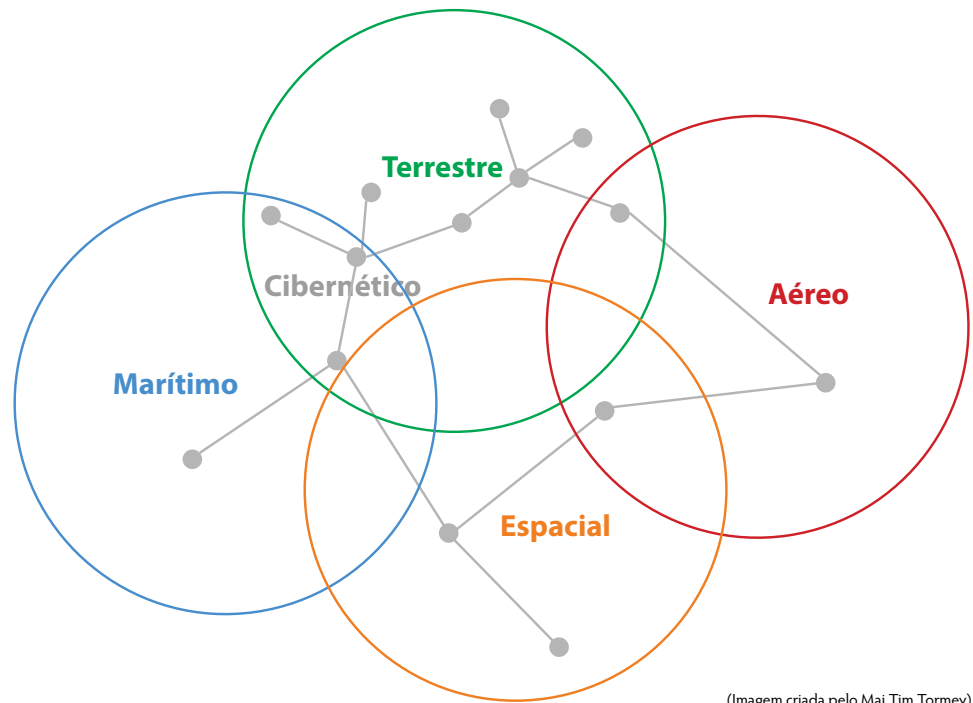 Terrestre
Cibernético
Aéreo
Marítimo
Espacial
(Imagem criada pelo Maj Tim Tormey)